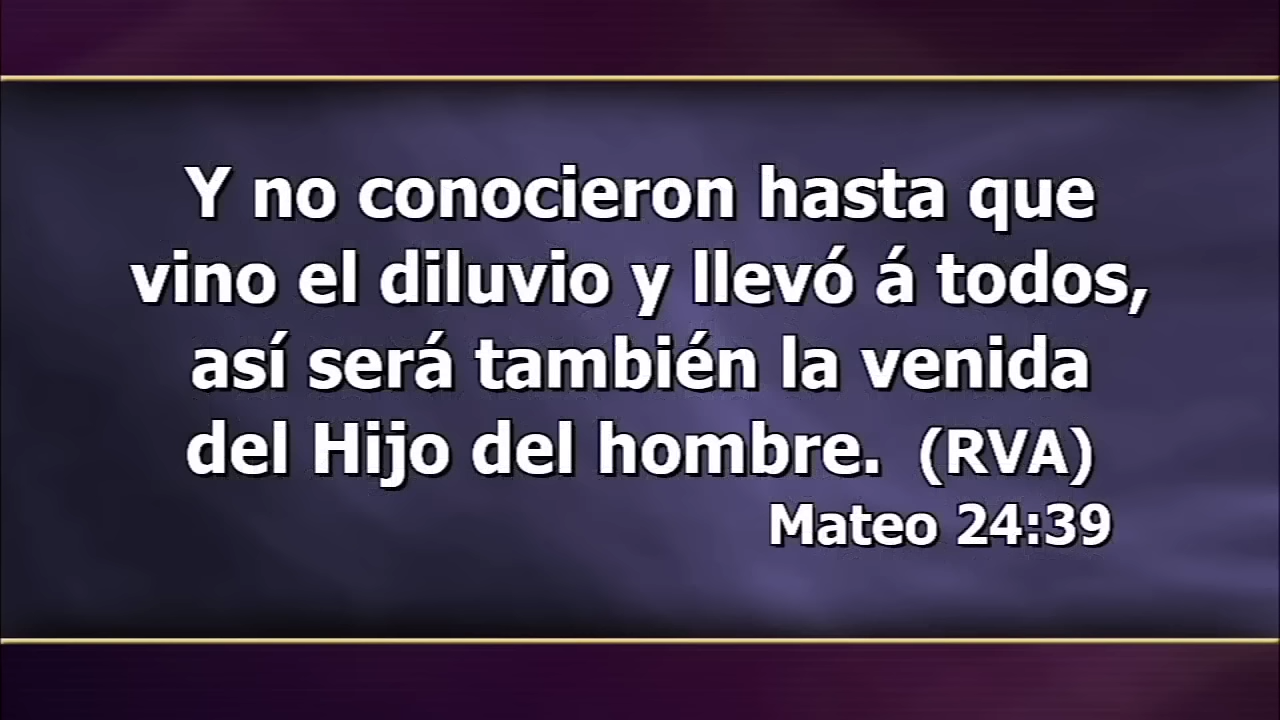 Y no conocieron hasta que
vino el diluvio y llevó á todos,
así será también la venida
del Hijo del hombre. (RVA)
Mateo 24:39